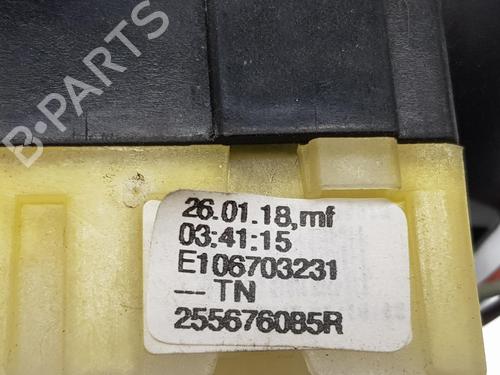 B-PARTS
26.01.18,mf
03:41:15
E106703231
--- TN
255676085R